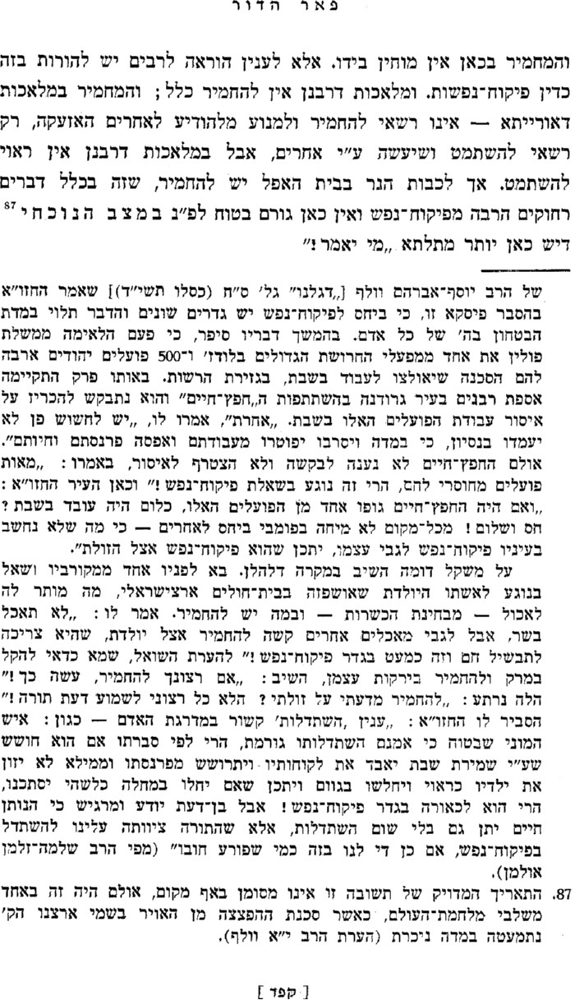 פאר הדור
והמחמיר בכאן אין מוחין בידו. אלא לענין הוראה לרבים יש להורות בזה
כדין פיקוח־נפשות. ומלאכות דרבנן אין להחמיר כלל; והמחמיר במלאכות
דאורייתא — אינו רשאי להחמיר ולמנוע מלהודיע לאחרים האזעקה, רק
רשאי להשתמט ושיעשה ע״י אחרים, אבל במלאכות דרבנן אין ראוי
להשתמט. אך לכבות הנר בבית האפל יש להחמיר, שזה בכלל דברים
רחוקים הרבה מפיקוח־נפש ואין כאן גורם בטוח לפ״נ במצב הנוכחי 87
דיש כאן יותר מתלתא „מי יאמר!״
של הרב יוסף־אברהם וולף [„דגלנו״ גל׳ ס״ח (כסלו תשי״ד)] שאמר החזו״א
בהסבר פיסקא זו, כי ביחס לפיקוח־נפש יש גדרים שונים והדבר תלוי במדת
הבטחון בה׳ של כל אדם. בהמשך דבריו סיפר, כי פעם הלאימה ממשלת
פולין את אחד ממפעלי החרושת הגדולים בלודז׳ ו־500 פועלים יהודים ארבה
להם הסכנה שיאולצו לעבוד בשבת, בגזירת הרשות. באותו פרק התקיימה
אספת רבנים בעיר גרודנה בהשתתפות ה„חפץ־חיים״ והוא נתבקש להכריז על
איסור עבודת הפועלים האלו בשבת. „אחרת״, אמרו לו, „יש לחשוש פן לא
יעמדו בנסיון, כי במדה ויסרבו יפוטרו מעבודתם ואפסה פרנסתם וחיותם״.
אולם החפץ־חיים לא נענה לבקשה ולא הצטרף לאיסור, באמרו: „מאות
פועלים מחוסרי לחם, הרי זה נוגע בשאלת פיקוח־נפש!״ וכאן העיר החזו״א:
„ואם היה החפץ־חיים גופו אחד מן הפועלים האלו, כלום היה עובד בשבת?
חס ושלום! מכל־מקום לא מיחה בפומבי ביחס לאחרים — כי מה שלא נחשב
בעיניו פיקוח־נפש לגבי עצמו, יתכן שהוא פיקוח־נפש אצל הזולת״.
על משקל דומה השיב במקרה דלהלן. בא לפניו אחד ממקורביו ושאל
בנוגע לאשתו היולדת שאושפזה בבית־חולים ארצישראלי, מה מותר לה
לאכול — מבחינת הכשרות — ובמה יש להחמיר. אמר לו: „לא תאכל
בשר, אבל לגבי מאכלים אחרים קשה להחמיר אצל יולדת, שהיא צריכה
לתבשיל חם וזה כמעט בגדר פיקוח־נפש!״ להערת השואל, שמא כדאי להקל
במרק ולהחמיר בירקות עצמן, השיב: „אם רצונך להחמיר, עשה כך!״
הלה נרתע: „להחמיר מדעתי על זולתי? הלא כל רצוני לשמוע דעת תורה!״
הסביר לו החזו״א: „ענין ‚השתדלות׳ קשור במדרגת האדם — כגון: איש
המוני שבטוח כי אמנם השתדלותו גורמת, הרי לפי סברתו אם הוא חושש
שע״י שמירת שבת יאבד את לקוחותיו ויתרושש מפרנסתו וממילא לא יזון
את ילדיו כראוי ויחלשו בגוום ויתכן שאם יחלו במחלה כלשהי יסתכנו,
הרי הוא לכאורה בגדר פיקוח־נפש! אבל בן־דעת יודע ומרגיש כי הנותן
חיים יתן גם בלי שום השתדלות, אלא שהתורה ציוותה עלינו להשתדל
בפיקוח־נפש, אם כן די לנו בזה כמי שפורע חובו״ (מפי הרב שלמה־זלמן
אולמן).
87. התאריך המדויק של תשובה זו אינו מסומן באף מקום, אולם היה זה באחד
משלבי מלחמת־העולם, כאשר סכנת ההפצצה מן האויר בשמי ארצנו הק׳
נתמעטה במדה ניכרת (הערת הרב י״א וולף).
[ קפד ]